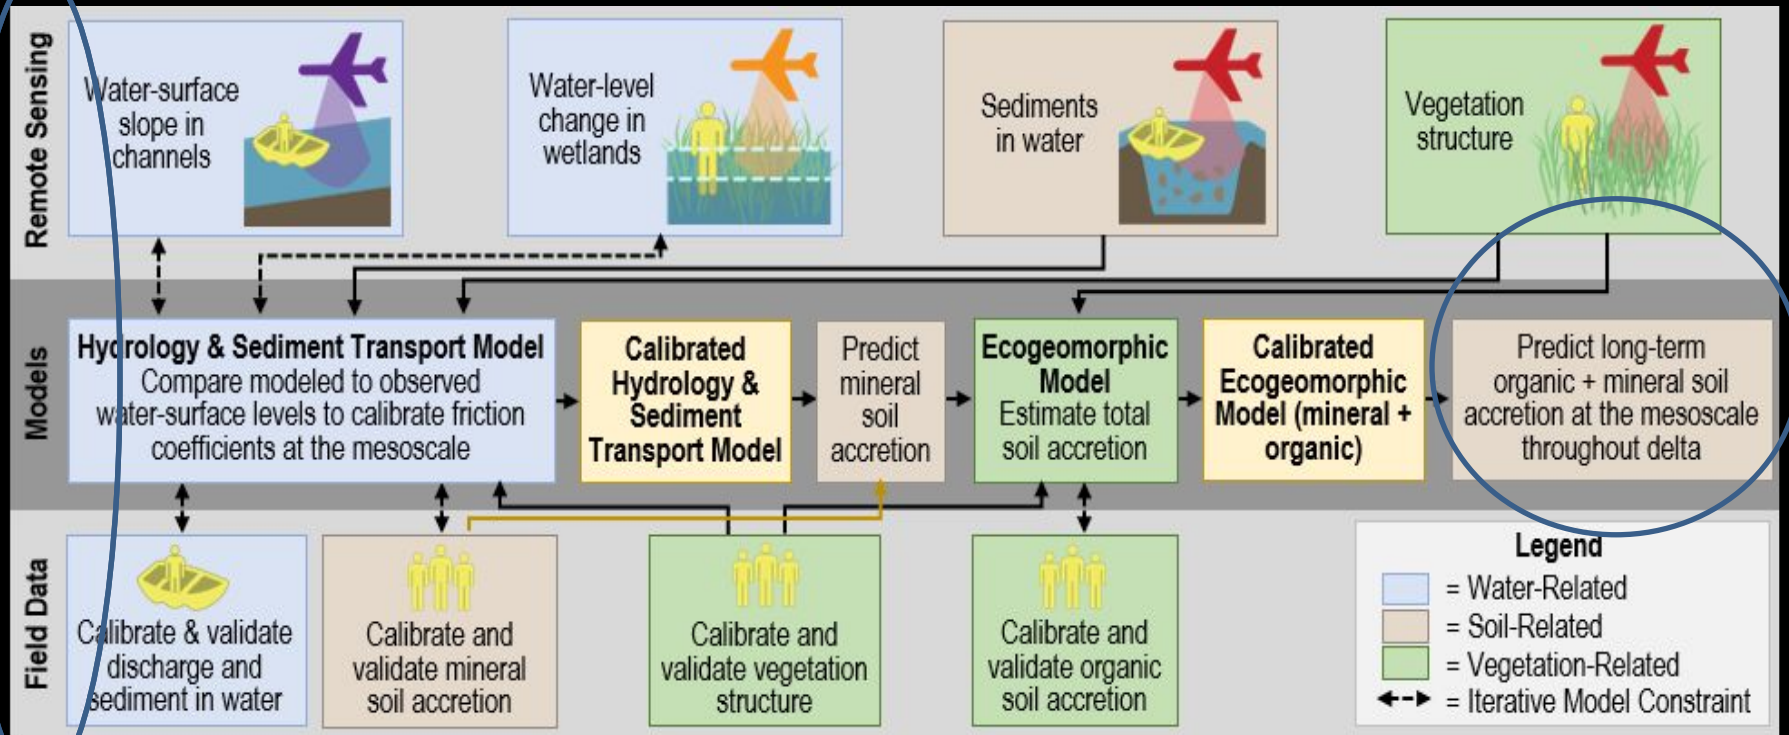 Remote Sensing
Water-surface
slope in
channels
Water-level
change in
wetlands
Sediments
in water
Vegetation
structure
Models
Hydrology & Sediment Transport Model
Compare modeled to observed
water-surface levels to calibrate friction
coefficients at the mesoscale
Calibrated
Hydrology &
Sediment
Transport Model
Predict
mineral
soil
accretion
Ecogeomorphic
Model
Estimate total
soil accretion
Calibrated
Ecogeomorphic
Model (mineral +
organic)
Predict long-term
organic + mineral soil
accretion at the mesoscale
throughout delta
Field Data
Calibrate & validate
discharge and
sediment in water
Calibrate and
validate mineral
soil accretion
Calibrate and
validate vegetation
structure
Calibrate and
validate organic
soil accretion
Legend
= Water-Related
= Soil-Related
= Vegetation-Related
= Iterative Model Constraint